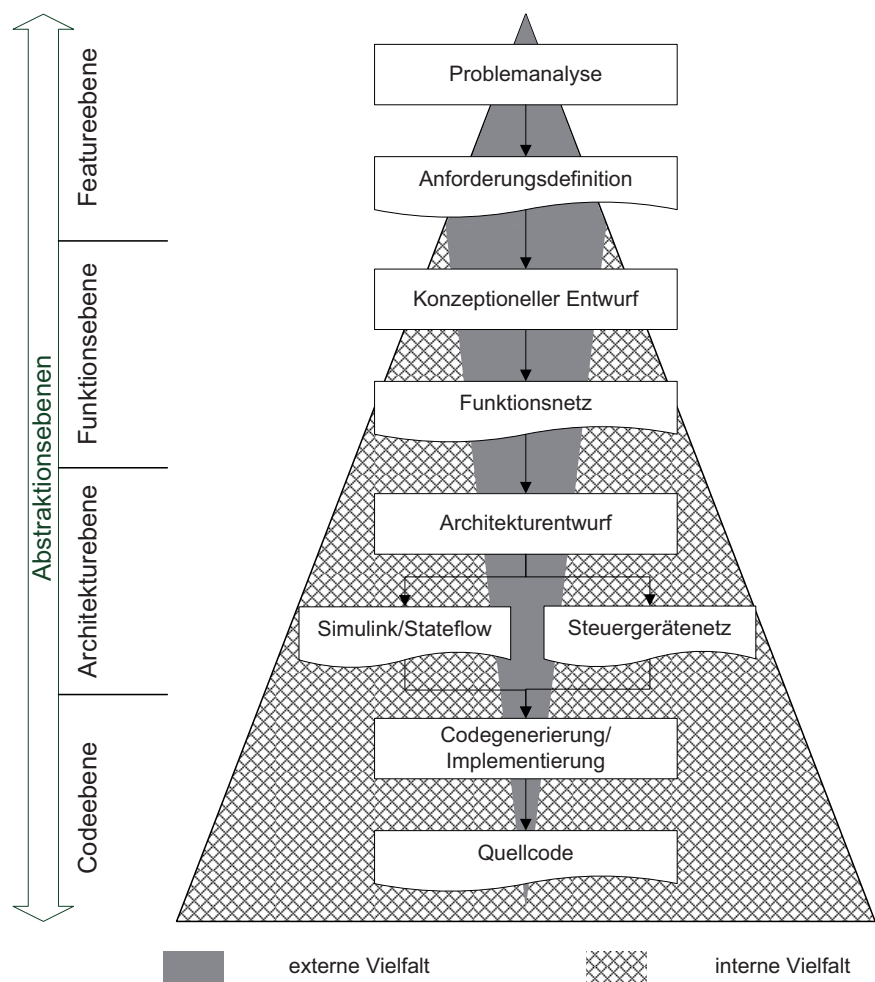 Abstraktionsebenen
Featureebene
Funktionsebene
Architekturebene
Codeebene
Problemanalyse
Anforderungsdefinition
Konzeptioneller Entwurf
Funktionsnetz
Architekturentwurf
Simulink/Stateflow
Steuergerätenetz
Codegenerierung/
Implementierung
Quellcode
externe Vielfalt
interne Vielfalt